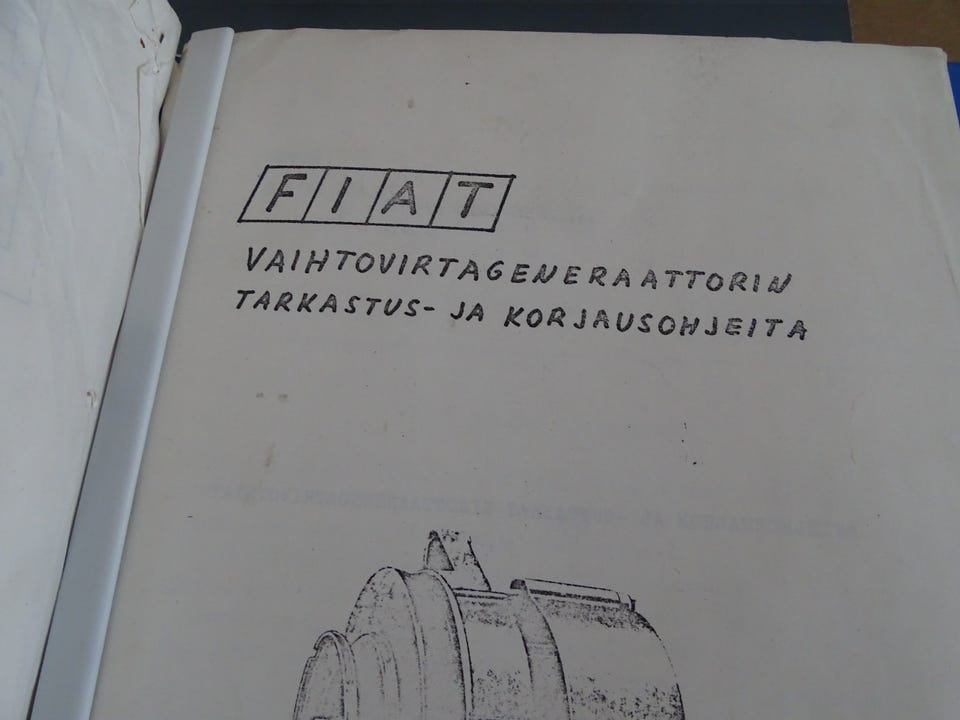 FIAT
VAIHTOVIRTAGENERAATTORIN
TARKASTUS- JA KORJAUSOHJEITA